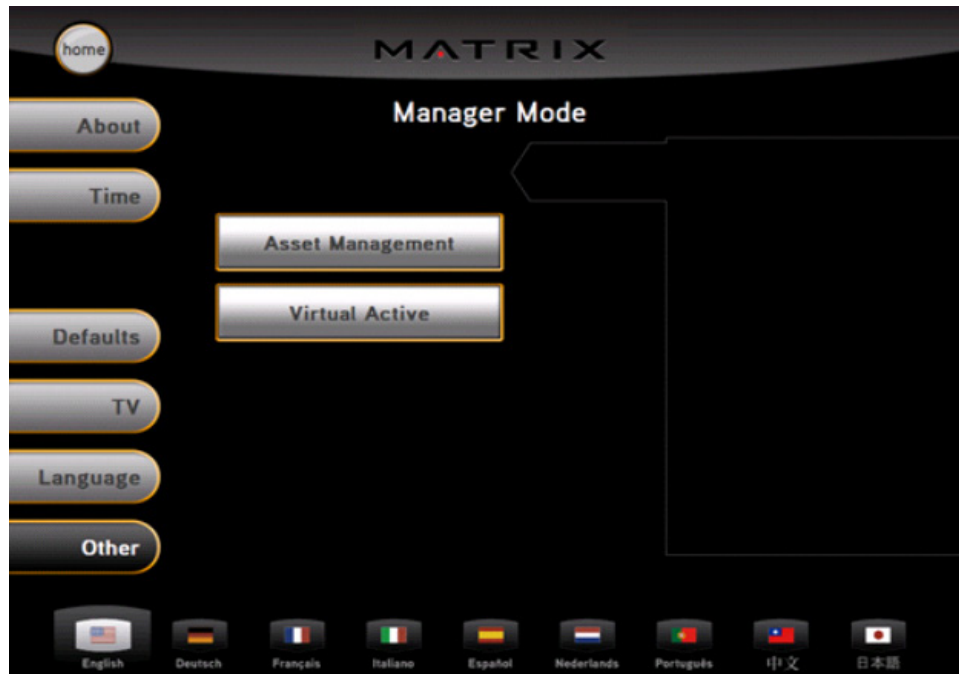 home
MATRIX
Manager Mode
About
Time
Asset Management
Virtual Active
Defaults
TV
Language
Other
English Deutsch Français Italiano Español Nederlands Português 中文 日本語